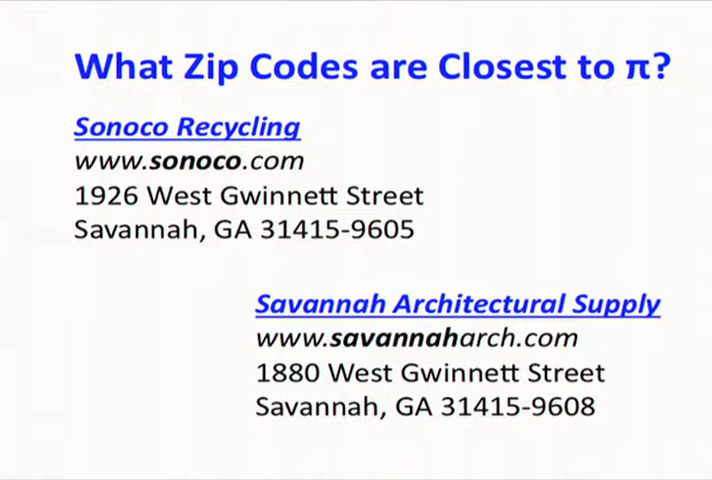 What Zip Codes are Closest to π?
Sonoco Recycling
www.sonoco.com
1926 West Gwinnett Street
Savannah, GA 31415-9605
Savannah Architectural Supply
www.savannaharch.com
1880 West Gwinnett Street
Savannah, GA 31415-9608